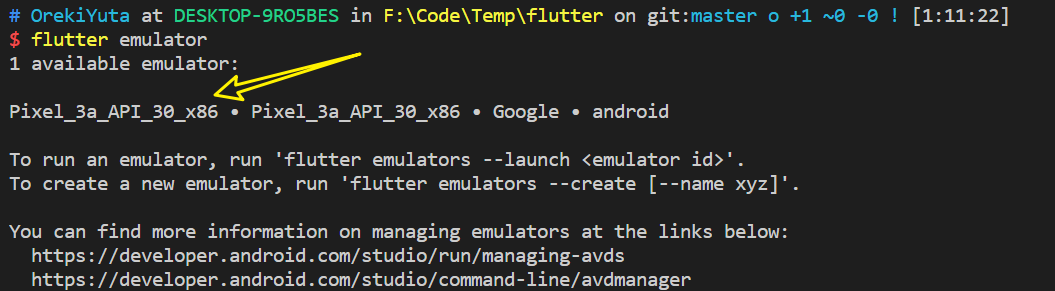 # OrekiYuta at DESKTOP-9RO5BES in F:\Code\Temp\flutter on git:master o +1 ~0 -0 ! [1:11:22]
$ flutter emulator
1 available emulator:
Pixel_3a_API_30_x86 • Pixel_3a_API_30_x86 • Google • android
To run an emulator, run 'flutter emulators --launch <emulator id>'.
To create a new emulator, run 'flutter emulators --create [--name xyz]'.
You can find more information on managing emulators at the links below:
https://developer.android.com/studio/run/managing-avds
https://developer.android.com/studio/command-line/avdmanager